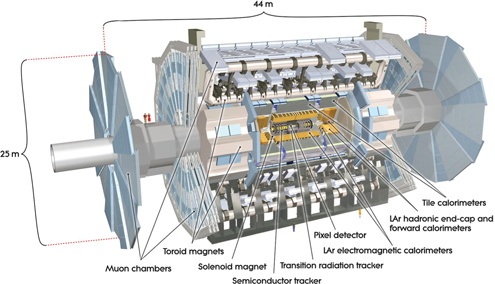 44 m
25 m
Tile calorimeters
LAr hadronic end-cap and
forward calorimeters
Pixel detector
LAr electromagnetic calorimeters
Toroid magnets
Muon chambers
Solenoid magnet
Transition radiation tracker
Semiconductor tracker